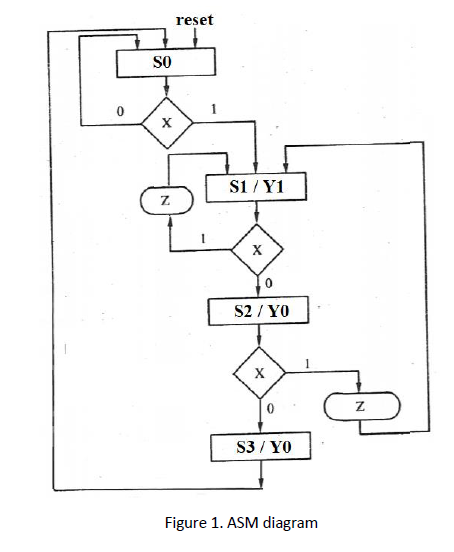 reset
S0
0
X
1
S1 / Y1
Z
1
X
0
S2 / Y0
X
1
Z
0
S3 / Y0
Figure 1. ASM diagram